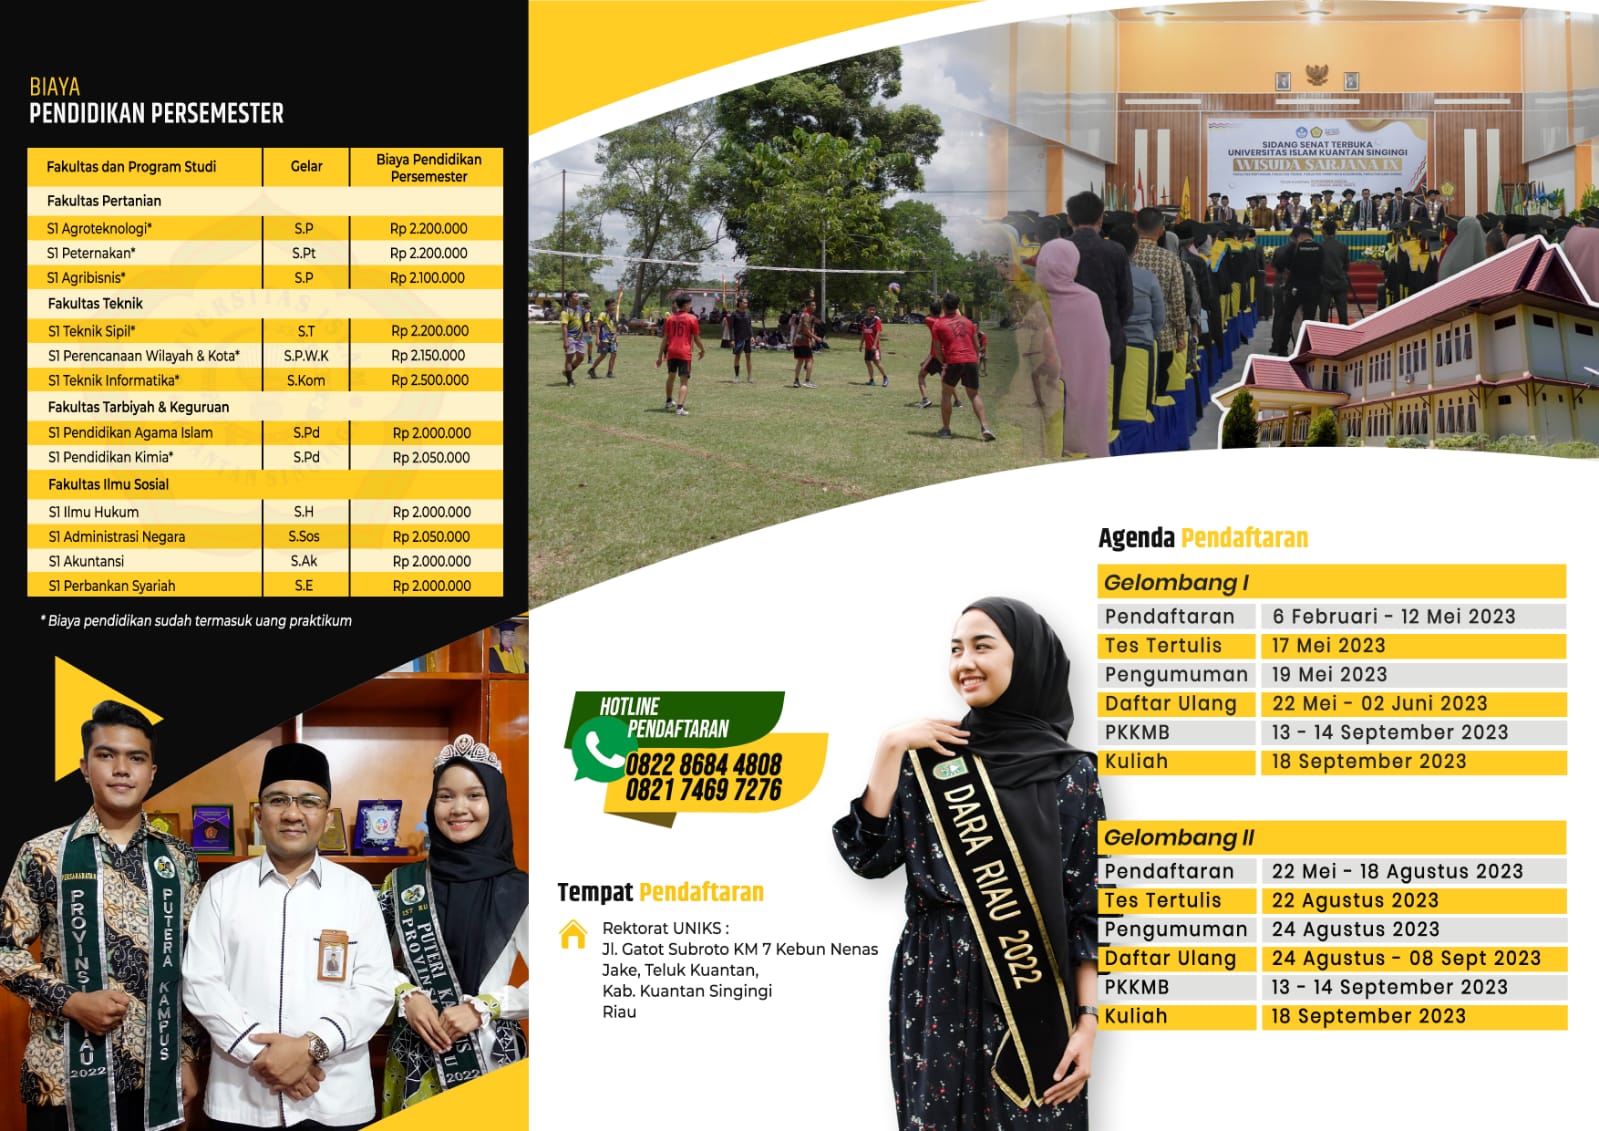 BIAYA
PENDIDIKAN PERSEMESTER
Fakultas dan Program Studi Gelar Biaya Pendidikan Persemester
Fakultas Pertanian
S1 Agroteknologi* S.P Rp 2.200.000
S1 Peternakan* S.Pt Rp 2.200.000
S1 Agribisnis* S.P Rp 2.100.000
Fakultas Teknik
S1 Teknik Sipil* S.T Rp 2.200.000
S1 Perencanaan Wilayah & Kota* S.P.W.K Rp 2.150.000
S1 Teknik Informatika* S.Kom Rp 2.500.000
Fakultas Tarbiyah & Keguruan
S1 Pendidikan Agama Islam S.Pd Rp 2.000.000
S1 Pendidikan Kimia* S.Pd Rp 2.050.000
Fakultas Ilmu Sosial
S1 Ilmu Hukum S.H Rp 2.000.000
S1 Administrasi Negara S.Sos Rp 2.050.000
S1 Akuntansi S.Ak Rp 2.000.000
S1 Perbankan Syariah S.E Rp 2.000.000
* Biaya pendidikan sudah termasuk uang praktikum
PROVINSI RIAU
2022
PUTERA KAMPUS
PUTERI KAMPUS
2022
SIDANG SENAT TERBUKA
UNIVERSITAS ISLAM KUANTAN SINGINGI
WISUDA SARJANA IX
HOTLINE
PENDAFTARAN
0822 8684 4808
0821 7469 7276
Tempat Pendaftaran
Rektorat UNIKS :
Jl. Gatot Subroto KM 7 Kebun Nenas
Jake, Teluk Kuantan,
Kab. Kuantan Singingi
Riau
DARA RIAU 2022
Agenda Pendaftaran
Gelombang I
Pendaftaran 6 Februari - 12 Mei 2023
Tes Tertulis 17 Mei 2023
Pengumuman 19 Mei 2023
Daftar Ulang 22 Mei - 02 Juni 2023
PKKMB 13 - 14 September 2023
Kuliah 18 September 2023
Gelombang II
Pendaftaran 22 Mei - 18 Agustus 2023
Tes Tertulis 22 Agustus 2023
Pengumuman 24 Agustus 2023
Daftar Ulang 24 Agustus - 08 Sept 2023
PKKMB 13 - 14 September 2023
Kuliah 18 September 2023